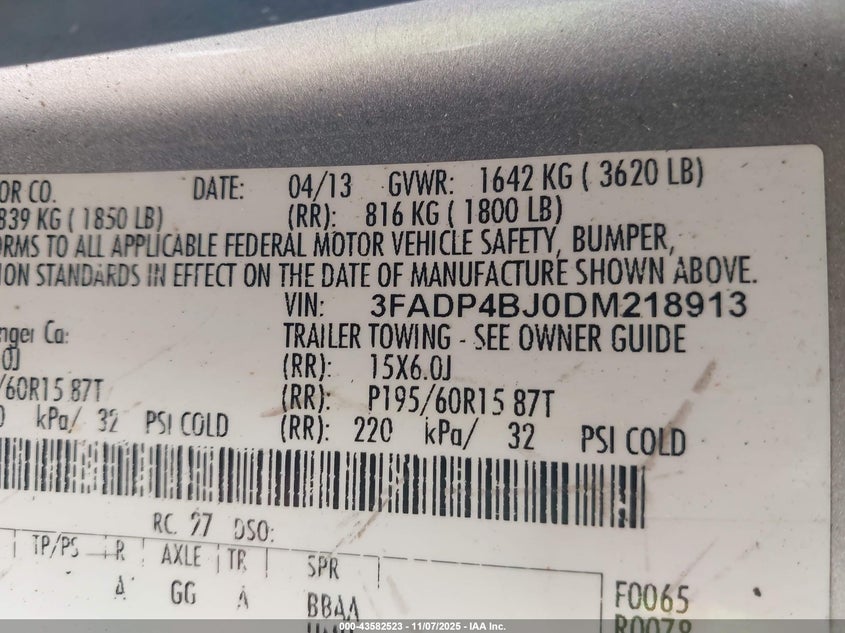 OR CO. DATE: 04/13 GVWR: 1642 KG ( 3620 LB)
839 KG ( 1850 LB) (RR): 816 KG ( 1800 LB)
ORMS TO ALL APPLICABLE FEDERAL MOTOR VEHICLE SAFETY, BUMPER,
ION STANDARDS IN EFFECT ON THE DATE OF MANUFACTURE SHOWN ABOVE.
VIN: 3FADP4BJ0DM218913
nger Ca: TRAILER TOWING - SEE OWNER GUIDE
0J (RR): 15X6.0J
/60R15 87T (RR): P195/60R15 87T
0 kPa/ 32 PSI COLD (RR): 220 kPa/ 32 PSI COLD
RC: 27 DSO:
TP/PS R AXLE TR SPR
A GG A BBAA F0065
R0078
000-43582523 - 11/07/2025 - IAA Inc.